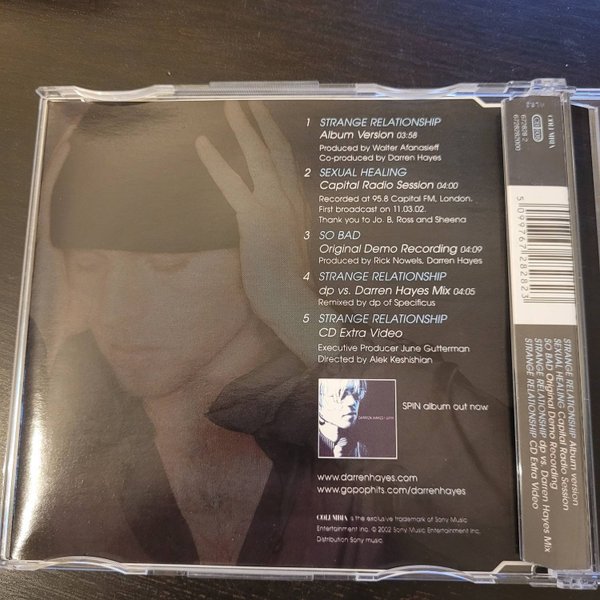 1 STRANGE RELATIONSHIP
Album Version 03:58
Produced by Walter Afanasieff
Co-produced by Darren Hayes
2 SEXUAL HEALING
Capital Radio Session 04:00
Recorded at 95.8 Capital FM, London.
First broadcast on 11.03.02.
Thank you to Jo. B, Ross and Sheena
3 SO BAD
Original Demo Recording 04:09
Produced by Rick Nowels, Darren Hayes
4 STRANGE RELATIONSHIP
dp vs. Darren Hayes Mix 04:05
Remixed by dp of Specificus
5 STRANGE RELATIONSHIP
CD Extra Video
Executive Producer June Gutterman
Directed by Alek Keshishian
DARREN HAYES SPIN
SPIN album out now
www.darrenhayes.com
www.gopophits.com/darrenhayes
COLUMBIA is the exclusive trademark of Sony Music
Entertainment Inc. © 2002 Sony Music Entertainment Inc.
Distribution Sony music.
COLUMBIA
672828 2
5099767282823
STRANGE RELATIONSHIP Album Version
SEXUAL HEALING Capital Radio Session
SO BAD Original Demo Recording
STRANGE RELATIONSHIP dp vs. Darren Hayes Mix
STRANGE RELATIONSHIP CD Extra Video